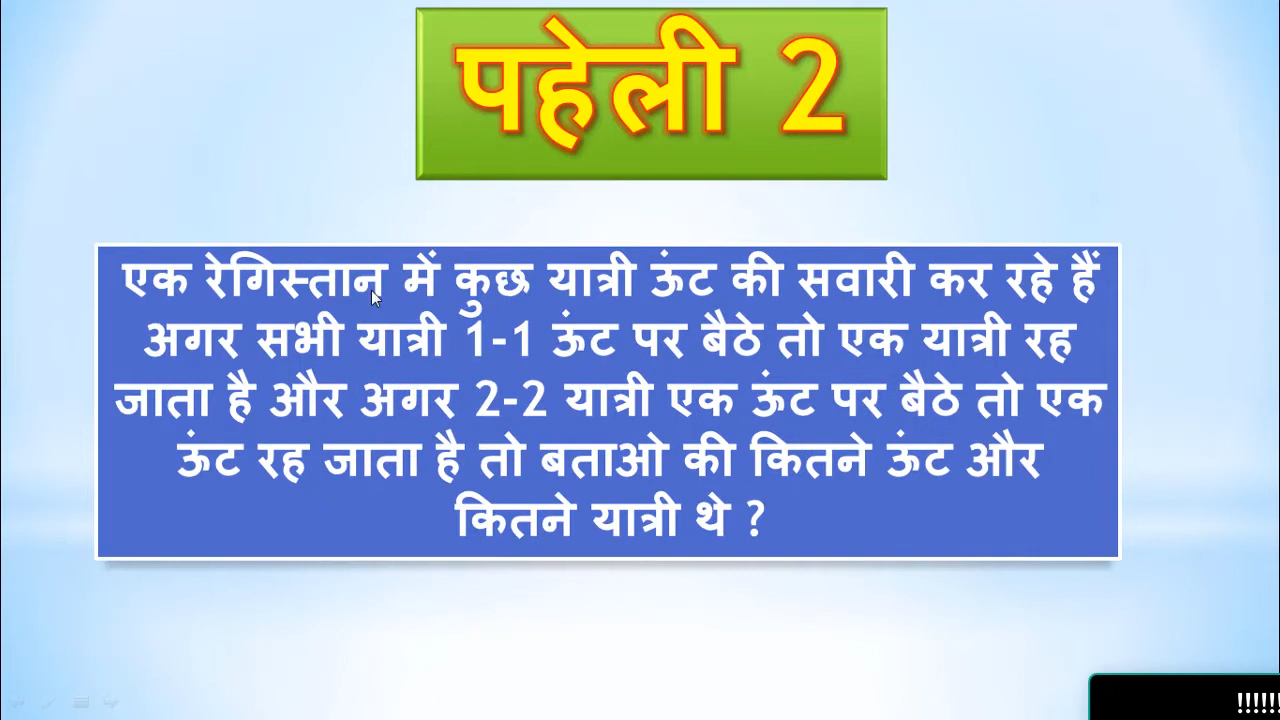 पहेली 2
एक रेगिस्तान में कुछ यात्री ऊंट की सवारी कर रहे हैं
अगर सभी यात्री 1-1 ऊंट पर बैठे तो एक यात्री रह
जाता है और अगर 2-2 यात्री एक ऊंट पर बैठे तो एक
ऊंट रह जाता है तो बताओ की कितने ऊंट और
कितने यात्री थे ?
!!!!!!